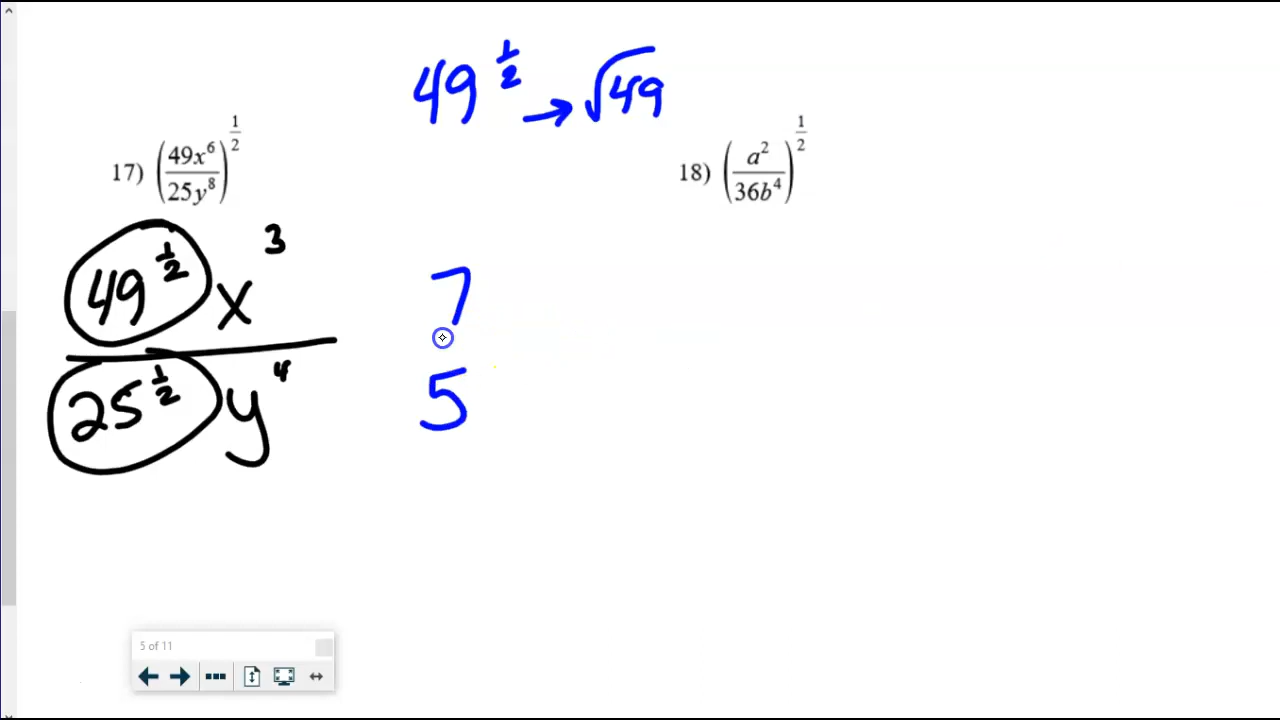 49^{1/2} → √49
17) (49x^6 / 25y^8)^{1/2}
18) (a^2 / 36b^4)^{1/2}
49^{1/2} x^3
25^{1/2} y^4
7
5
5 of 11